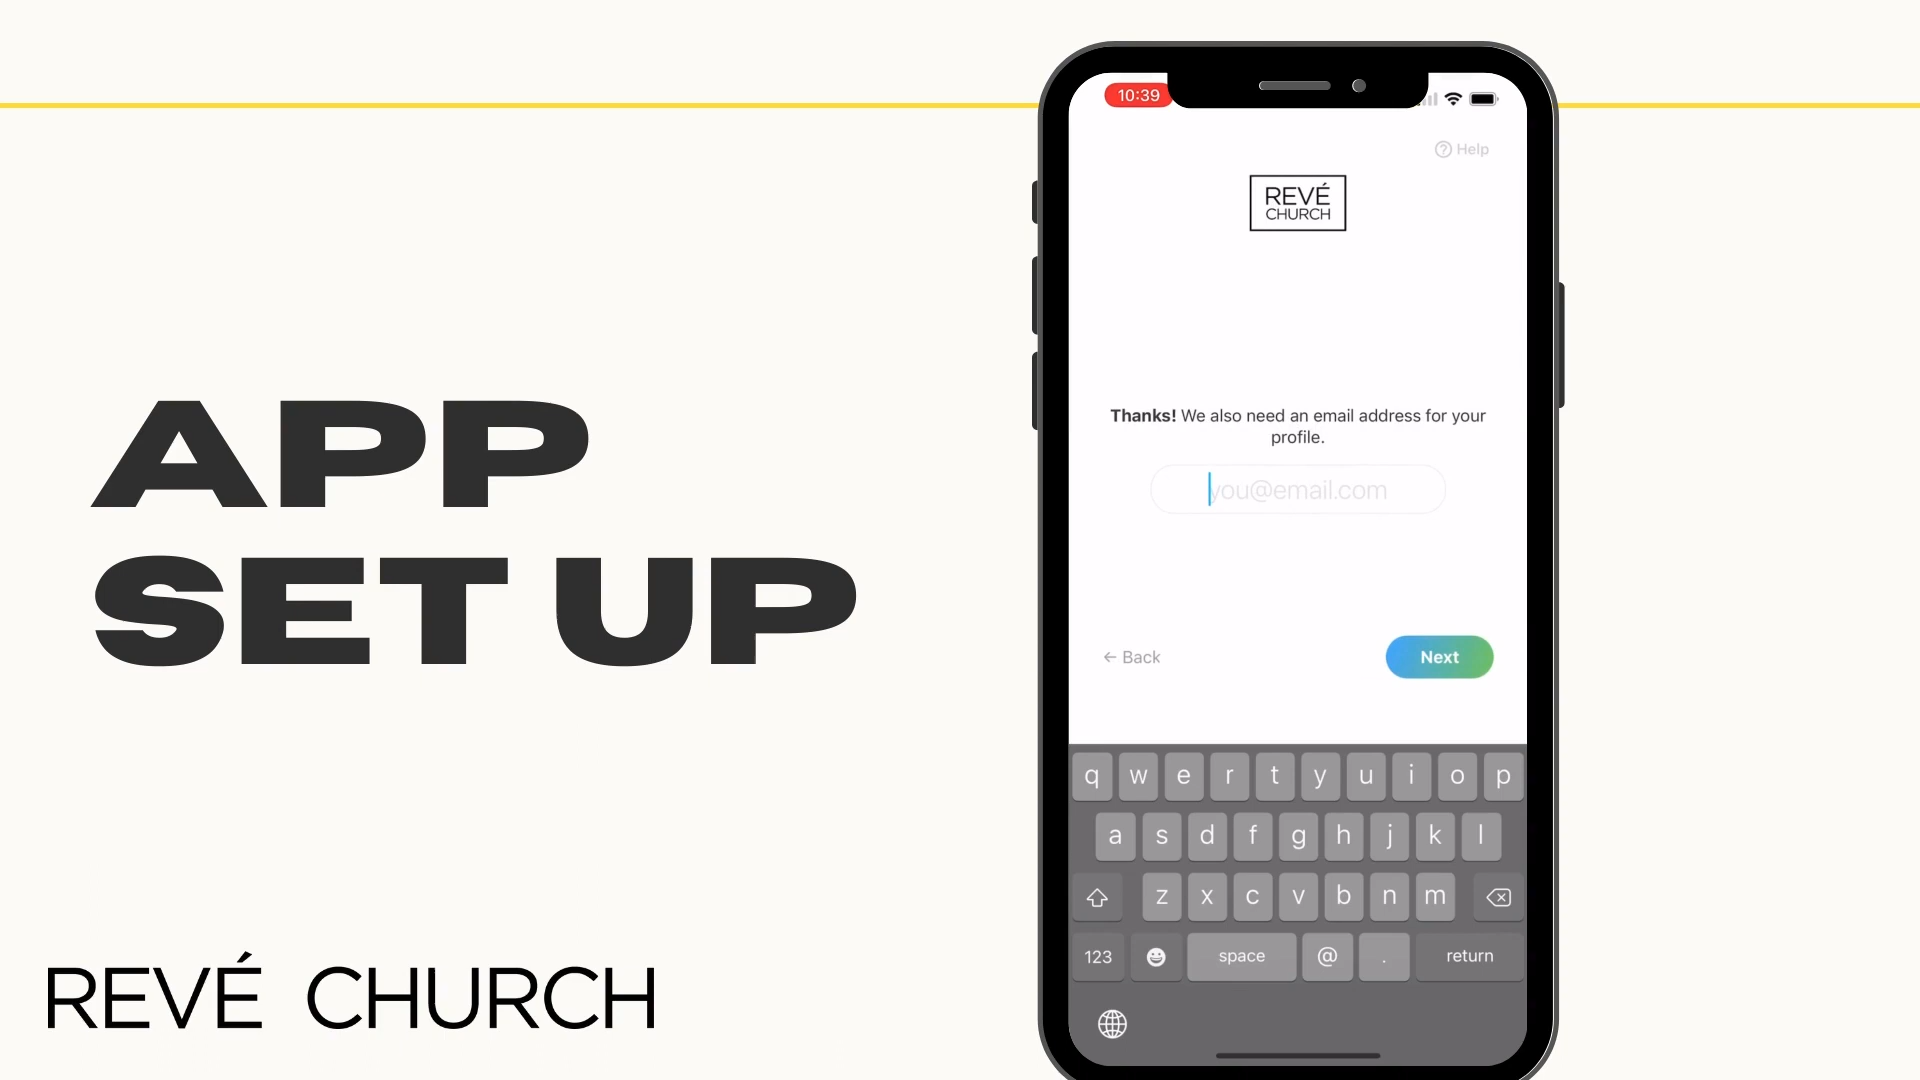 APP
SET UP
REVÉ CHURCH
10:39
Help
REVÉ
CHURCH
Thanks! We also need an email address for your
profile.
you@email.com
← Back
Next
q w e r t y u i o p
a s d f g h j k l
z x c v b n m
123 space @ . return